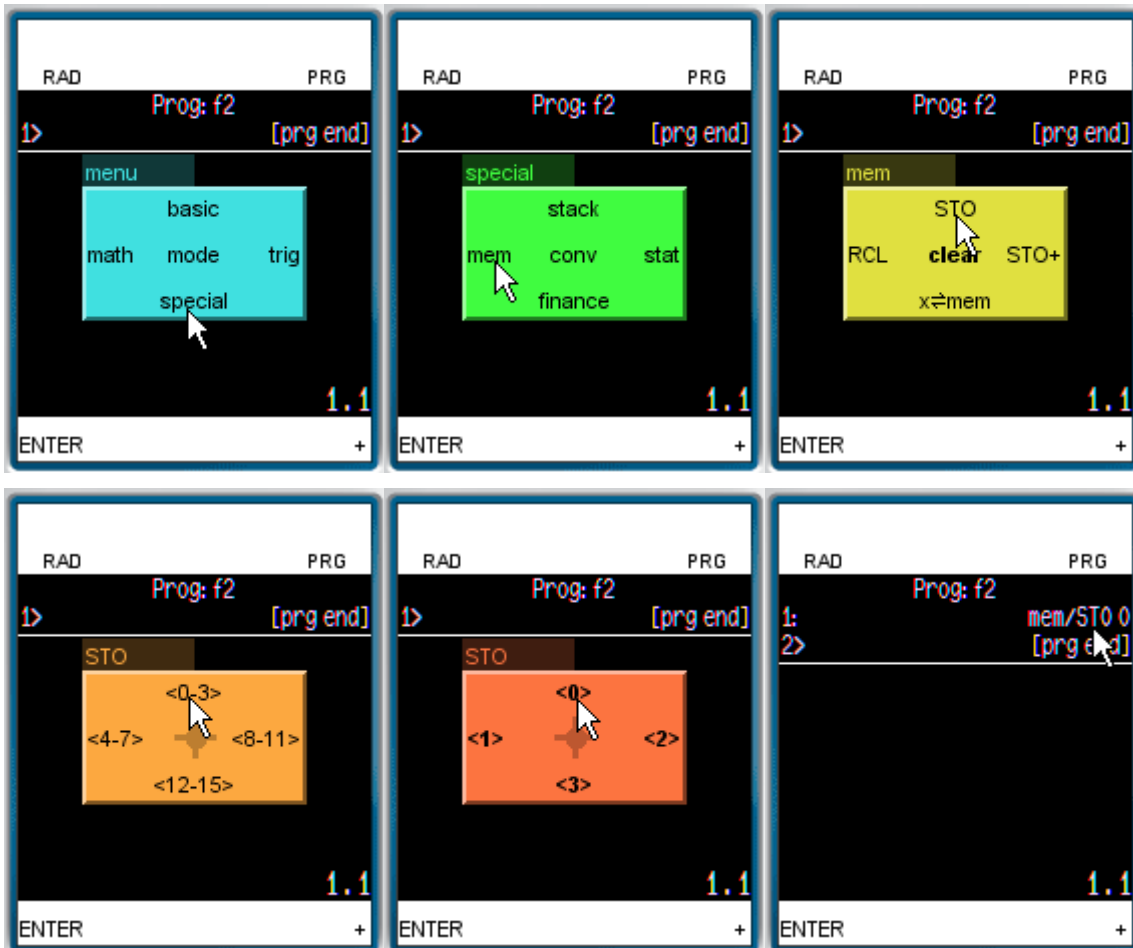 RAD PRG
Prog: f2
1> [prg end]
menu
basic
math mode trig
special
1.1
ENTER +
RAD PRG
Prog: f2
1> [prg end]
special
stack
mem conv stat
finance
1.1
ENTER +
RAD PRG
Prog: f2
1> [prg end]
mem
STO
RCL clear STO+
x⇌mem
1.1
ENTER +
RAD PRG
Prog: f2
1> [prg end]
STO
<0-3>
<4-7> <8-11>
<12-15>
1.1
ENTER +
RAD PRG
Prog: f2
1> [prg end]
STO
<0>
<1> <2>
<3>
1.1
ENTER +
RAD PRG
Prog: f2
1: mem/STO 0
2> [prg end]
1.1
ENTER +